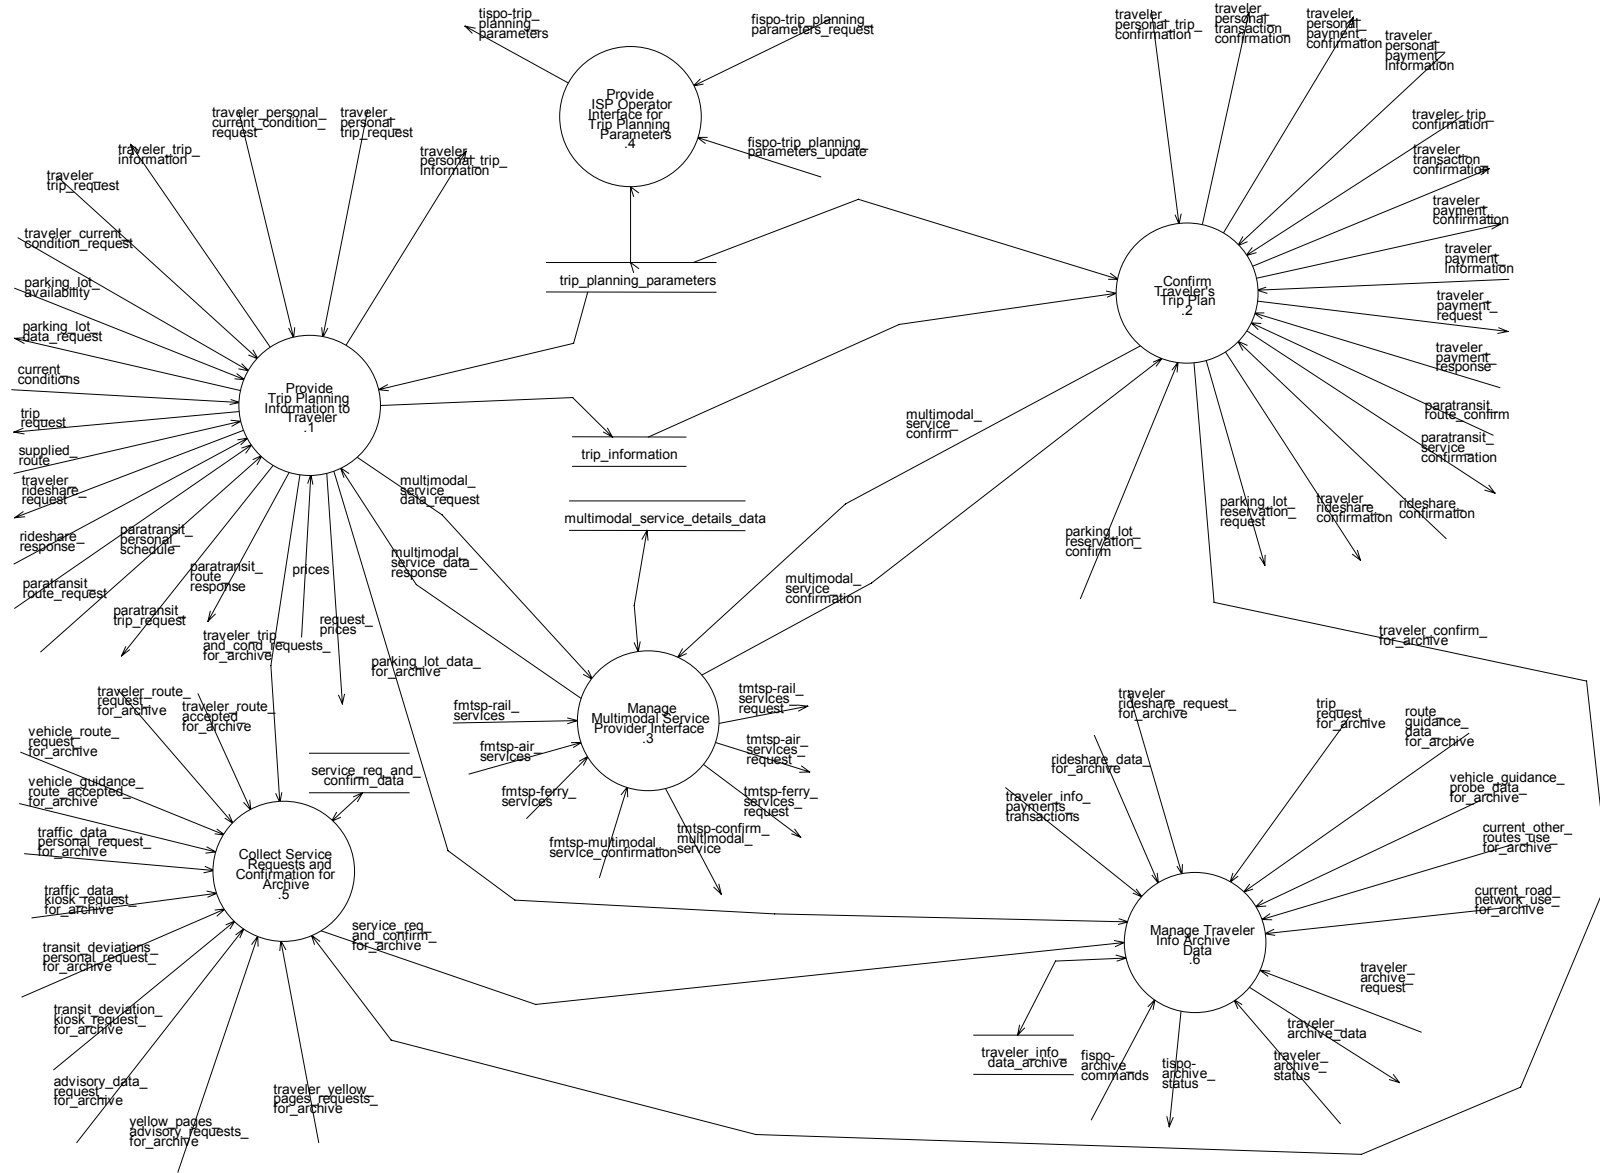 tispo-trip_
planning_
parameters
fispo-trip_planning_
parameters_request
traveler_
personal_trip_
confirmation
traveler_
personal_
transaction_
confirmation
traveler_
personal_
payment_
confirmation
traveler_
personal_
payment_
information
Provide
ISP Operator
Interface for
Trip Planning
Parameters
.4
fispo-trip_planning_
parameters_update
traveler_personal_
current_condition_
request
traveler_
personal_
trip_request
traveler_trip_
information
traveler_
personal_trip_
information
traveler_
trip_request
traveler_current_
condition_request
parking_lot_
availability
parking_lot_
data_request
current_
conditions
trip_
request
supplied_
route
traveler_
rideshare_
request
rideshare_
response
paratransit_
route_request
Provide
Trip Planning
Information to
Traveler
.1
trip_planning_parameters
trip_information
multimodal_service_details_data
Confirm
Traveler's
Trip Plan
.2
traveler_trip_
confirmation
traveler_
transaction_
confirmation
traveler_
payment_
confirmation
traveler_
payment_
information
traveler_
payment_
request
traveler_
payment_
response
paratransit_
route_confirm
paratransit_
service_
confirmation
rideshare_
confirmation
traveler_
rideshare_
confirmation
parking_lot_
reservation_
request
parking_lot_
reservation_
confirm
multimodal_
service_
confirm
multimodal_
service_
confirmation
multimodal_
service_
data_request
multimodal_
service_data_
response
paratransit_
personal_
schedule
paratransit_
trip_request
paratransit_
route_
response
prices
request_
prices
traveler_trip_
and_cond_requests_
for_archive
parking_lot_data_
for_archive
traveler_confirm_
for_archive
Manage
Multimodal Service
Provider Interface
.3
fmtsp-rail_
services
fmtsp-air_
services
fmtsp-ferry_
services
fmtsp-multimodal_
service_confirmation
tmtsp-rail_
services_
request
tmtsp-air_
services_
request
tmtsp-ferry_
services_
request
tmtsp-confirm_
multimodal_
service
traveler_route_
request_
for_archive
traveler_route_
accepted_
for_archive
vehicle_route_
request_
for_archive
vehicle_guidance_
route_accepted_
for_archive
traffic_data_
personal_request_
for_archive
traffic_data_
kiosk_request_
for_archive
transit_deviations_
personal_request_
for_archive
transit_deviation_
kiosk_request_
for_archive
advisory_data_
request_
for_archive
yellow_pages_
advisory_requests_
for_archive
traveler_yellow_
pages_requests_
for_archive
service_req_and_
confirm_data
Collect Service
Requests and
Confirmation for
Archive
.5
service_req_
and_confirm_
for_archive
traveler_
rideshare_request_
for_archive
rideshare_data_
for_archive
traveler_info_
payments_
transactions
trip_
request_
for_archive
route_
guidance_
data_
for_archive
vehicle_guidance_
probe_data_
for_archive
current_other_
routes_use_
for_archive
current_road_
network_use_
for_archive
Manage Traveler
Info Archive
Data
.6
traveler_
archive_
request
traveler_
archive_data
traveler_
archive_
status
tispo-
archive_
status
fispo-
archive_
commands
traveler_info_
data_archive